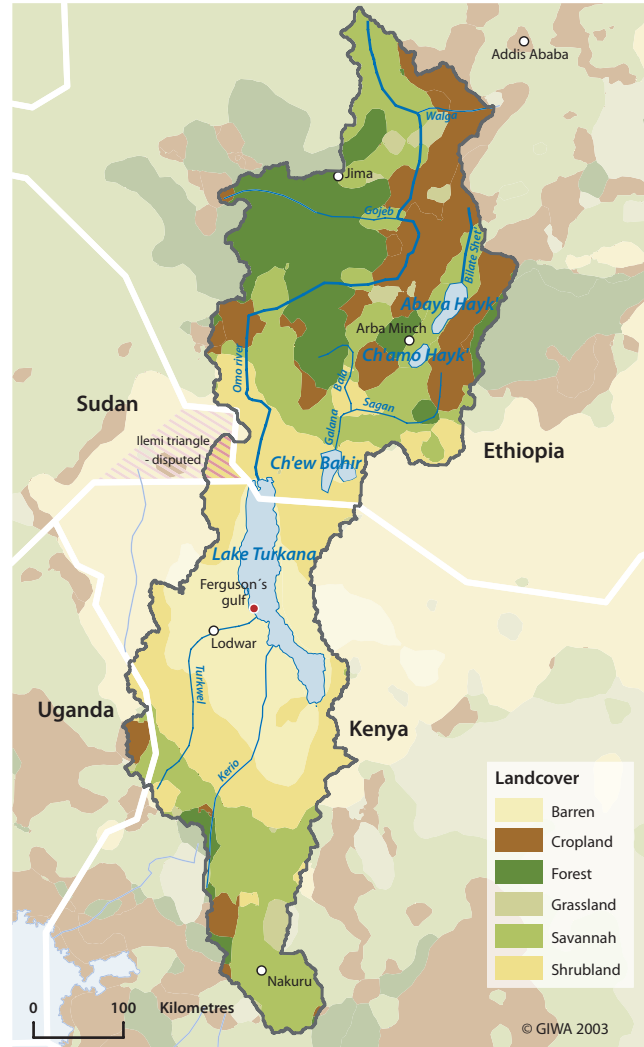 Addis Ababa
Walga
Jima
Gojeb
Bilate Shet'
Abaya Hayk'
Arba Minch
Ch'amo Hayk'
Omo river
Bala
Sagan
Galana
Sudan
Ilemi triangle
- disputed
Ethiopia
Ch'ew Bahir
Lake Turkana
Ferguson´s
gulf
Lodwar
Turkwel
Uganda
Kenya
Kerio
Landcover
Barren
Cropland
Forest
Grassland
Savannah
Shrubland
Nakuru
0 100 Kilometres
© GIWA 2003